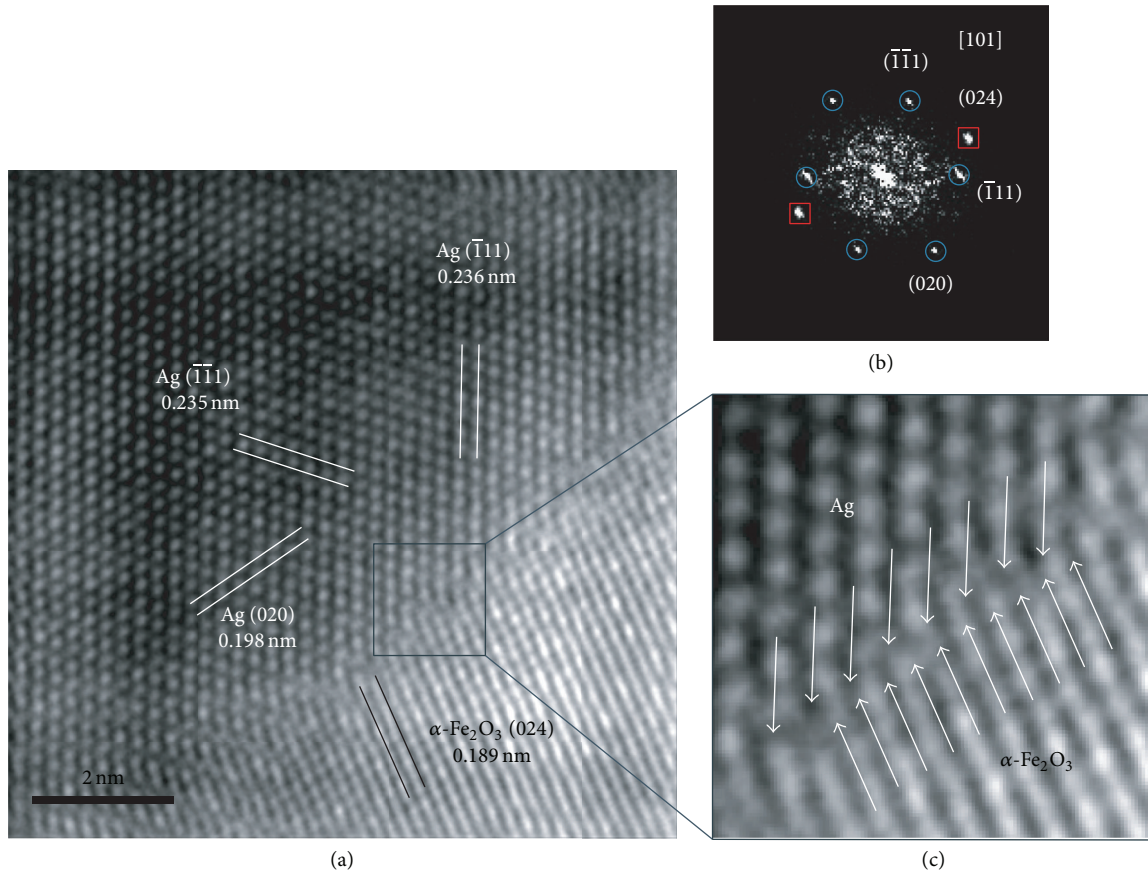 Ag (1̅11)
0.236 nm
Ag (1̅1̅1)
0.235 nm
Ag (020)
0.198 nm
α-Fe₂O₃ (024)
0.189 nm
2 nm
(a)
[101]
(1̅1̅1)
(024)
(1̅11)
(020)
(b)
Ag
α-Fe₂O₃
(c)